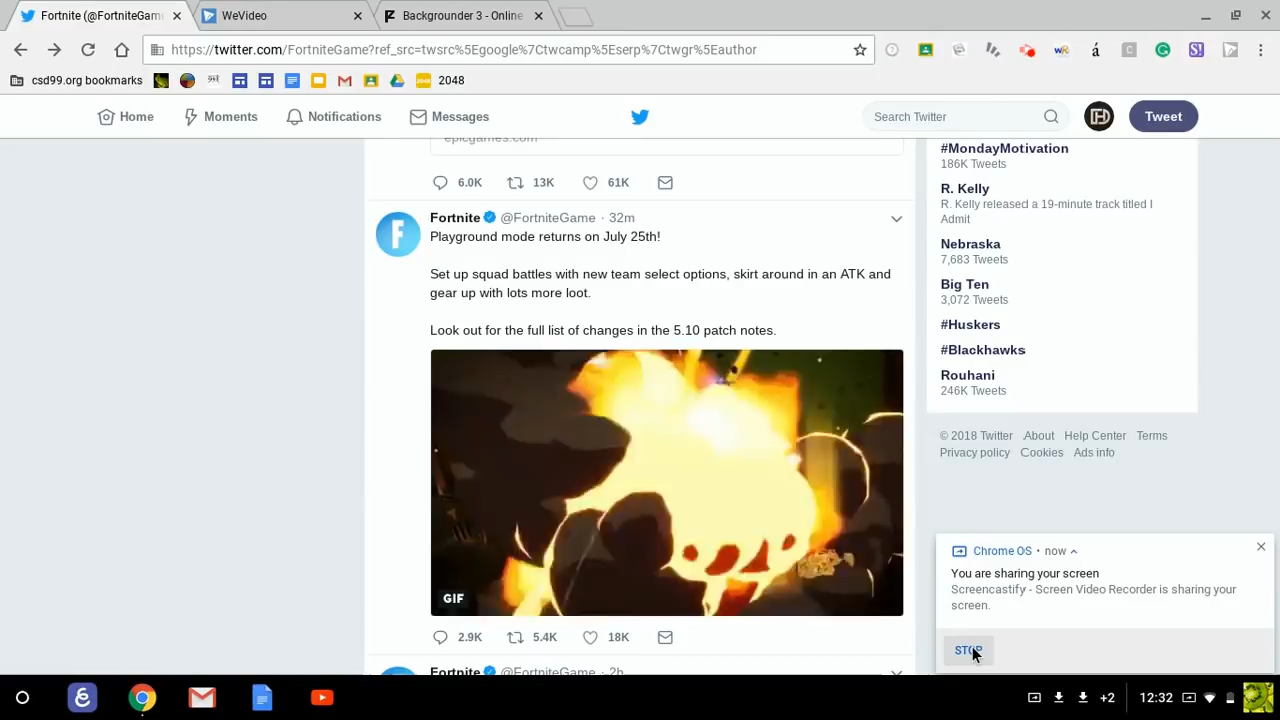 Fortnite (@FortniteGam
WeVideo
Backgrounder 3 - Online
https://twitter.com/FortniteGame?ref_src=twsrc%5Egoogle%7Ctwcamp%5Eserp%7Ctwgr%5Eauthor
csd99.org bookmarks
2048
Home
Moments
Notifications
Messages
Search Twitter
Tweet
epicgames.com
6.0K 13K 61K
Fortnite @FortniteGame · 32m
Playground mode returns on July 25th!
Set up squad battles with new team select options, skirt around in an ATK and
gear up with lots more loot.
Look out for the full list of changes in the 5.10 patch notes.
GIF
2.9K 5.4K 18K
Fortnite @FortniteGame · 2h
#MondayMotivation
186K Tweets
R. Kelly
R. Kelly released a 19-minute track titled I
Admit
Nebraska
7,683 Tweets
Big Ten
3,072 Tweets
#Huskers
#Blackhawks
Rouhani
246K Tweets
© 2018 Twitter About Help Center Terms
Privacy policy Cookies Ads info
Chrome OS • now
You are sharing your screen
Screencastify - Screen Video Recorder is sharing your
screen.
STOP
+2
12:32